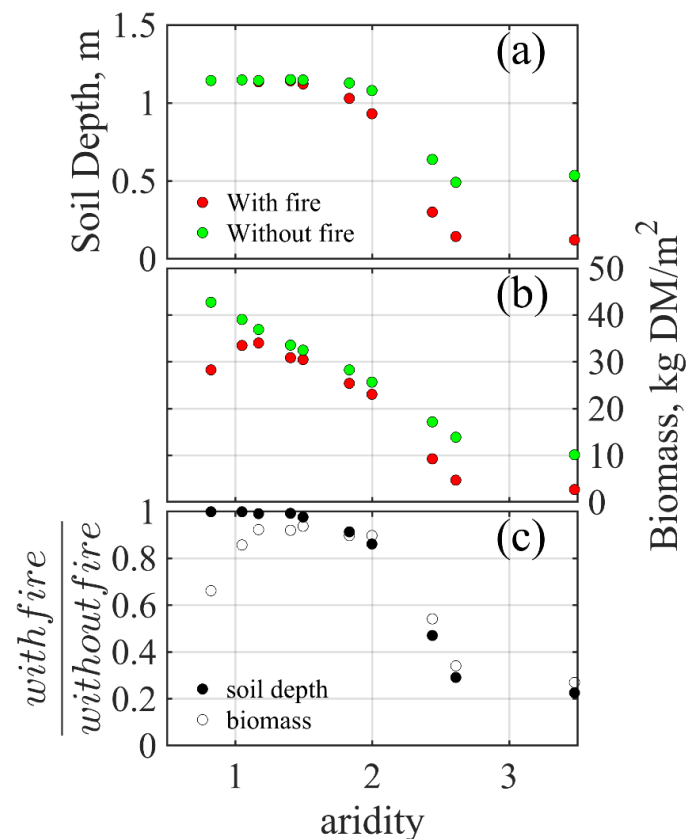 1.5
(a)
1
Soil Depth, m
0.5
With fire
Without fire
0
50
(b)
40
30
20
10
0
Biomass, kg DM/m²
1
(c)
0.8
0.6
0.4
0.2
0
with fire
without fire
soil depth
biomass
1 2 3
aridity